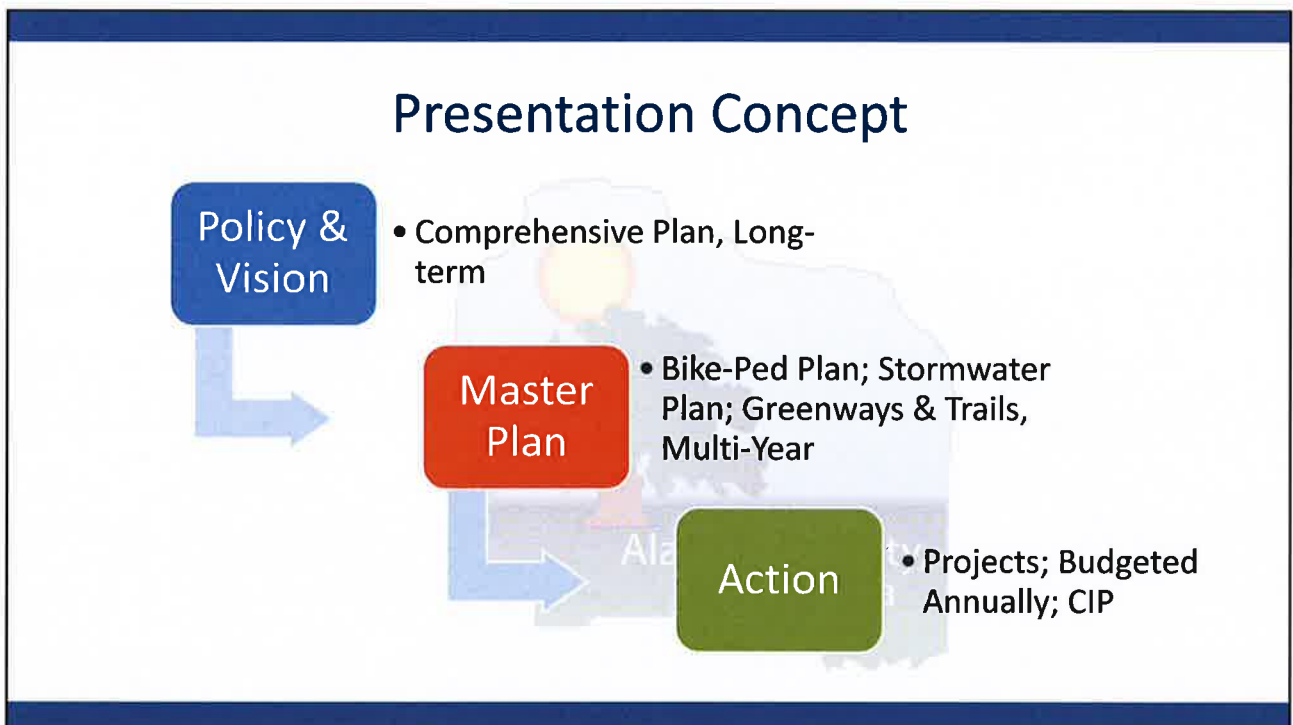 Presentation Concept
Policy &
Vision
• Comprehensive Plan, Long-
term
Master
Plan
• Bike-Ped Plan; Stormwater
Plan; Greenways & Trails,
Multi-Year
Action
• Projects; Budgeted
Annually; CIP